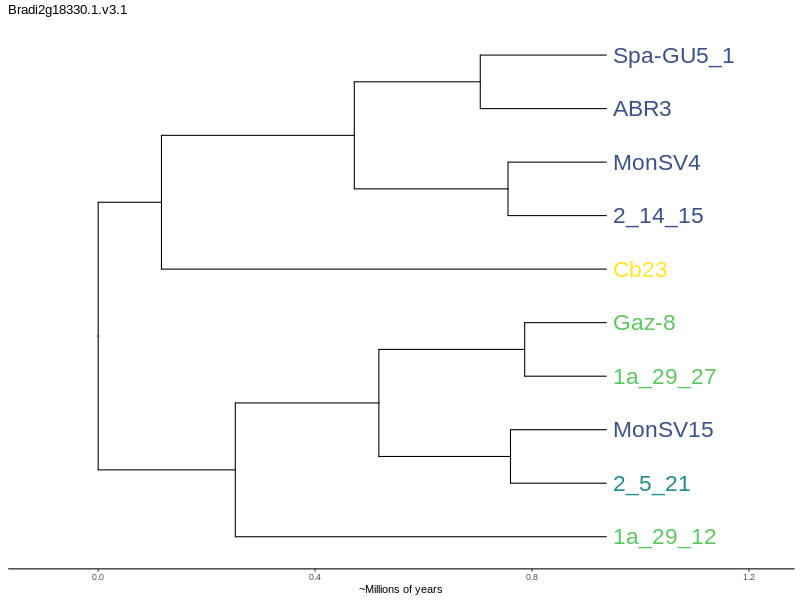 Bradi2g18330.1.v3.1
Spa-GU5_1
ABR3
MonSV4
2_14_15
Cb23
Gaz-8
1a_29_27
MonSV15
2_5_21
1a_29_12
0.0 0.4 0.8 1.2
~Millions of years